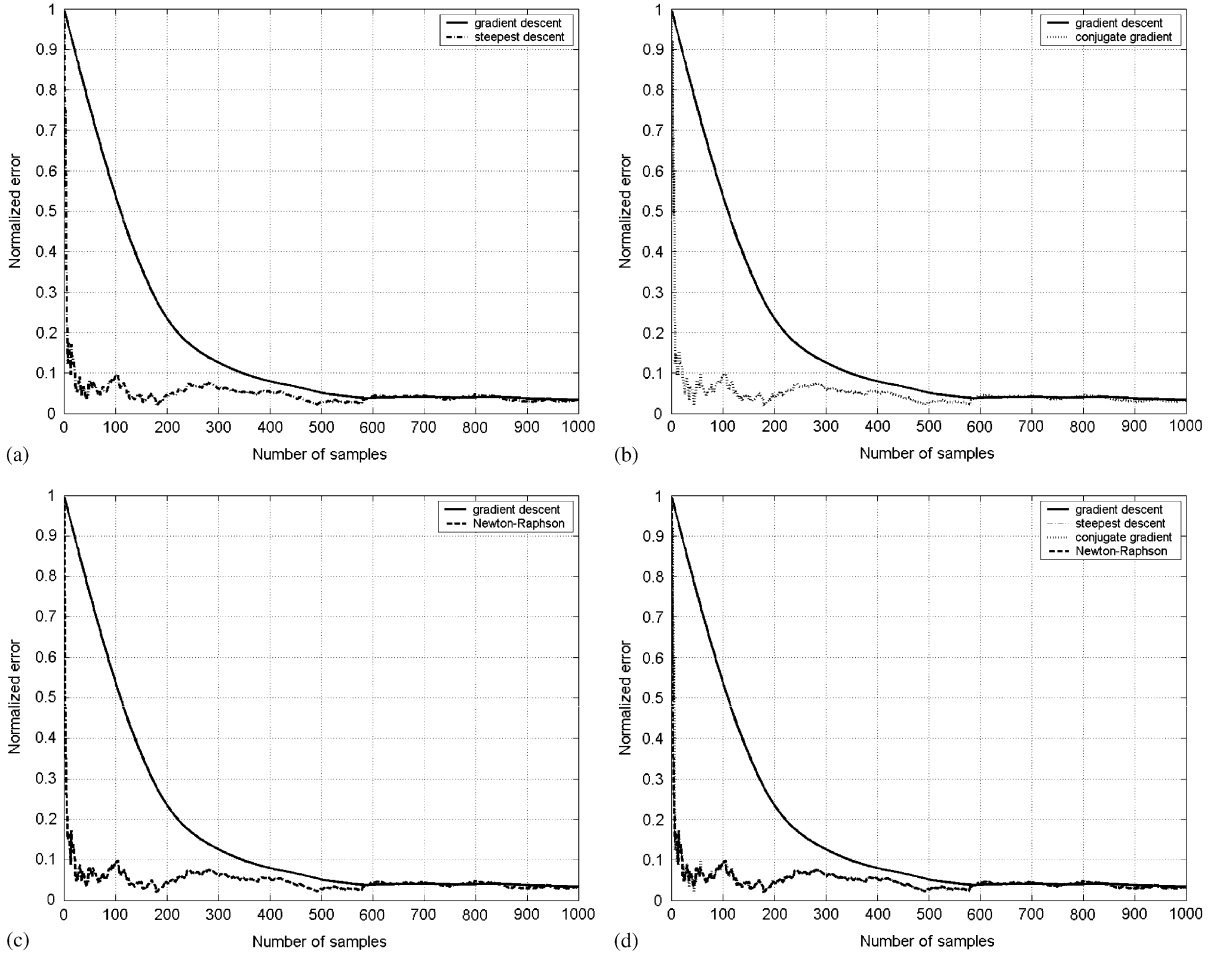 1
0.9
0.8
0.7
0.6
0.5
0.4
0.3
0.2
0.1
0
Normalized error
gradient descent
steepest descent
0 100 200 300 400 500 600 700 800 900 1000
(a)
Number of samples
1
0.9
0.8
0.7
0.6
0.5
0.4
0.3
0.2
0.1
0
Normalized error
gradient descent
conjugate gradient
0 100 200 300 400 500 600 700 800 900 1000
(b)
Number of samples
1
0.9
0.8
0.7
0.6
0.5
0.4
0.3
0.2
0.1
0
Normalized error
gradient descent
Newton-Raphson
0 100 200 300 400 500 600 700 800 900 1000
(c)
Number of samples
1
0.9
0.8
0.7
0.6
0.5
0.4
0.3
0.2
0.1
0
Normalized error
gradient descent
steepest descent
conjugate gradient
Newton-Raphson
0 100 200 300 400 500 600 700 800 900 1000
(d)
Number of samples